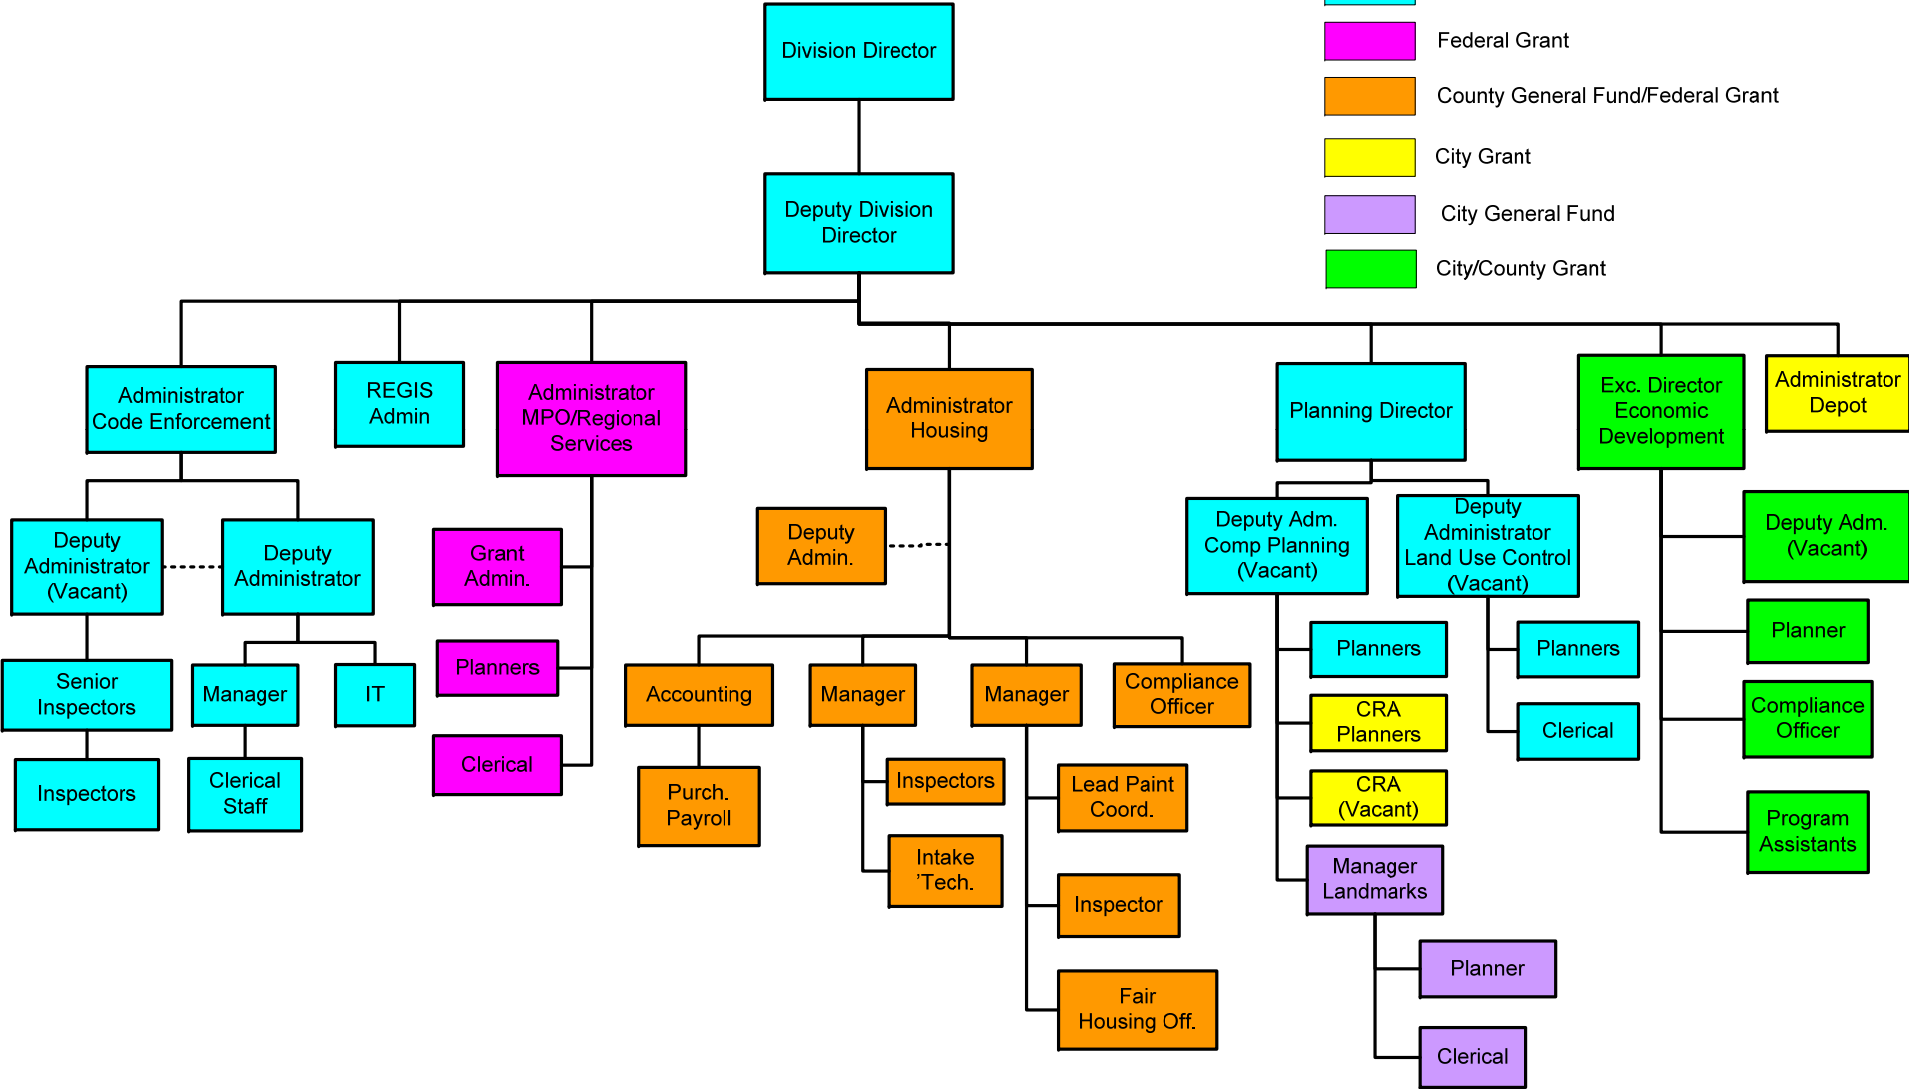 Division Director
Federal Grant
County General Fund/Federal Grant
City Grant
City General Fund
City/County Grant
Deputy Division
Director
Administrator
Code Enforcement
REGIS
Admin
Administrator
MPO/Regional
Services
Administrator
Housing
Planning Director
Exc. Director
Economic
Development
Administrator
Depot
Deputy
Administrator
(Vacant)
Deputy
Administrator
Grant
Admin.
Deputy
Admin.
Deputy Adm.
Comp Planning
(Vacant)
Deputy
Administrator
Land Use Control
(Vacant)
Deputy Adm.
(Vacant)
Senior
Inspectors
Manager
IT
Planners
Accounting
Manager
Manager
Compliance
Officer
Planners
Planners
Planner
Inspectors
Clerical
Staff
Clerical
Purch.
Payroll
Inspectors
Intake
’Tech.
Lead Paint
Coord.
Inspector
Fair
Housing Off.
CRA
Planners
CRA
(Vacant)
Manager
Landmarks
Planner
Clerical
Clerical
Compliance
Officer
Program
Assistants